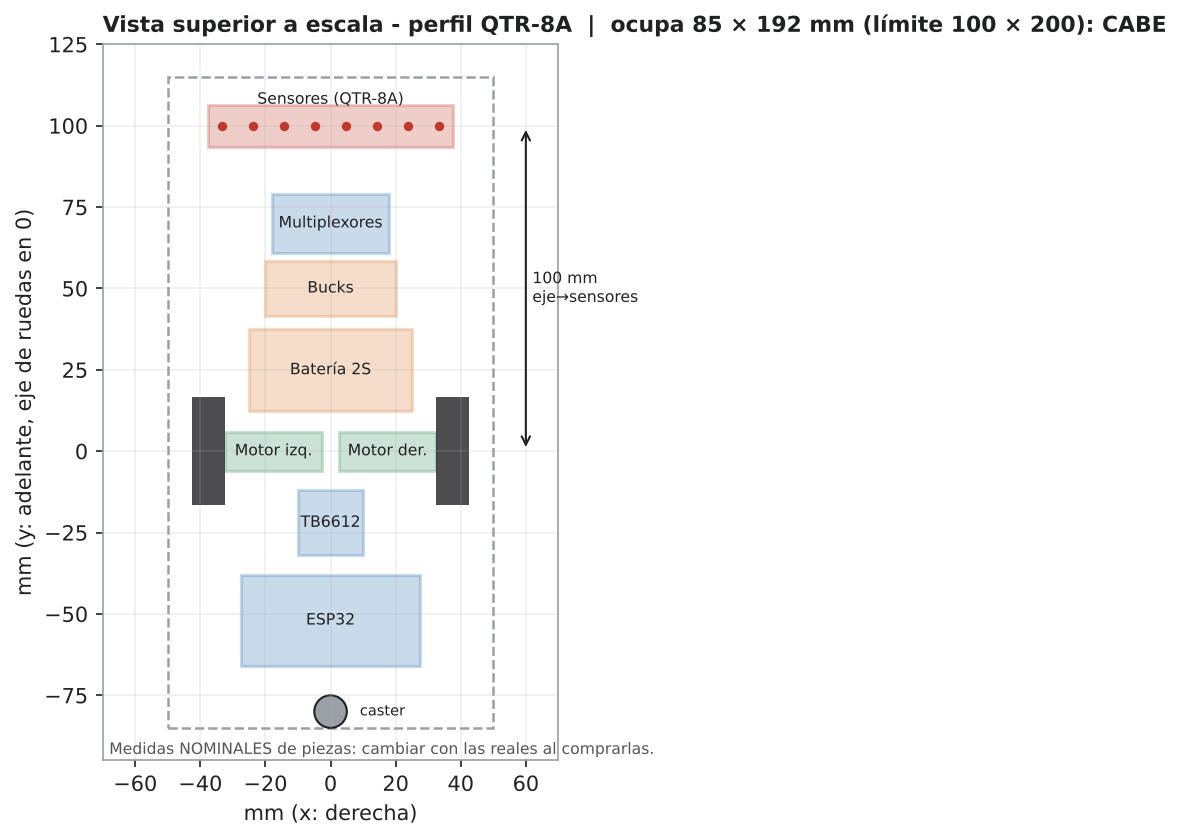 Vista superior a escala - perfil QTR-8A  |  ocupa 85 × 192 mm (límite 100 × 200): CABE
125
100
75
50
25
0
−25
−50
−75
mm (y: adelante, eje de ruedas en 0)
Sensores (QTR-8A)
Multiplexores
Bucks
100 mm
eje→sensores
Batería 2S
Motor izq.
Motor der.
TB6612
ESP32
caster
Medidas NOMINALES de piezas: cambiar con las reales al comprarlas.
−60
−40
−20
0
20
40
60
mm (x: derecha)